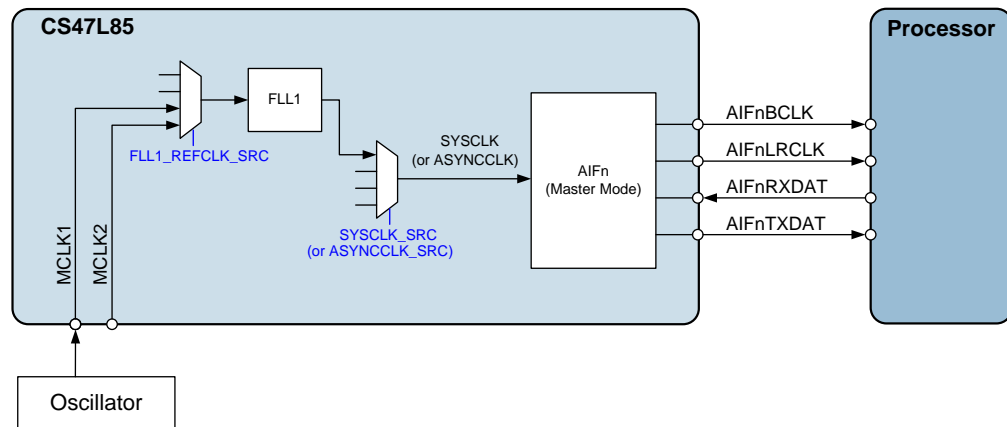 CS47L85
Processor
FLL1
FLL1_REFCLK_SRC
SYSCLK
(or ASYNCCLK)
SYSCLK_SRC
(or ASYNCCLK_SRC)
AIFn
(Master Mode)
AIFnBCLK
AIFnLRCLK
AIFnRXDAT
AIFnTXDAT
MCLK1
MCLK2
Oscillator